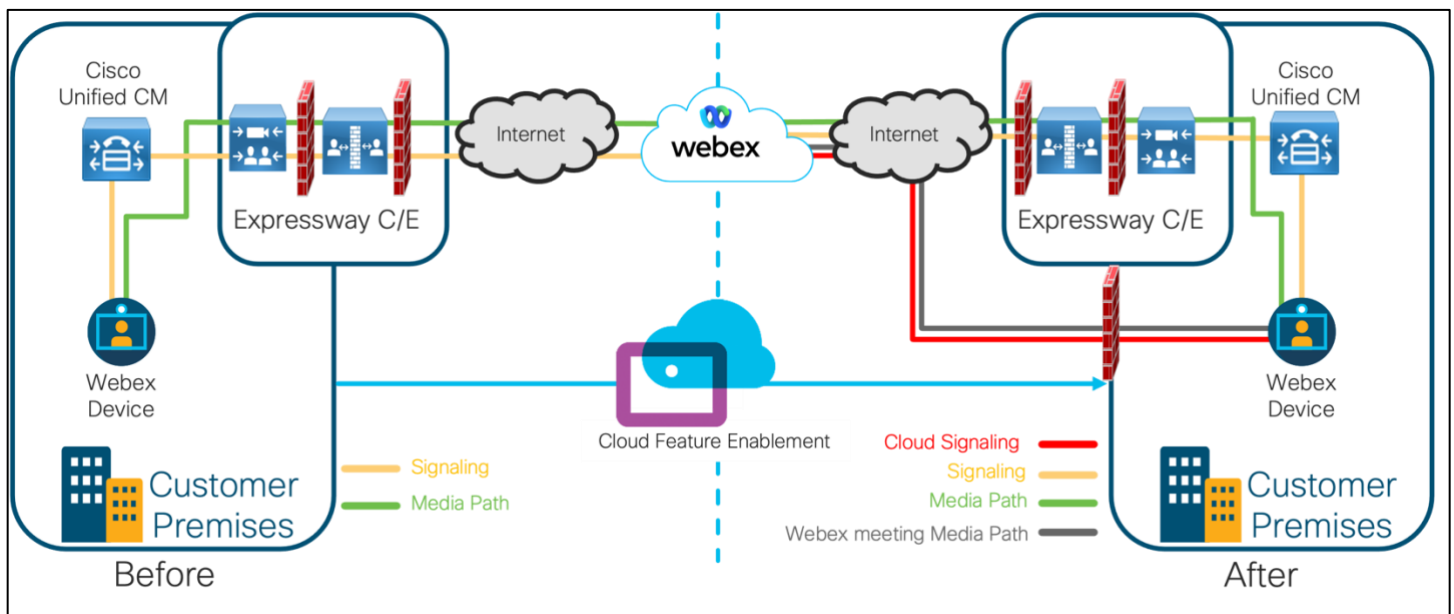 Cisco
Unified CM
Internet
webex
Internet
Cisco
Unified CM
Expressway C/E
Expressway C/E
Webex
Device
Webex
Device
Cloud Feature Enablement
Cloud Signaling
Signaling
Signaling
Media Path
Media Path
Webex meeting Media Path
Customer
Premises
Customer
Premises
Before
After